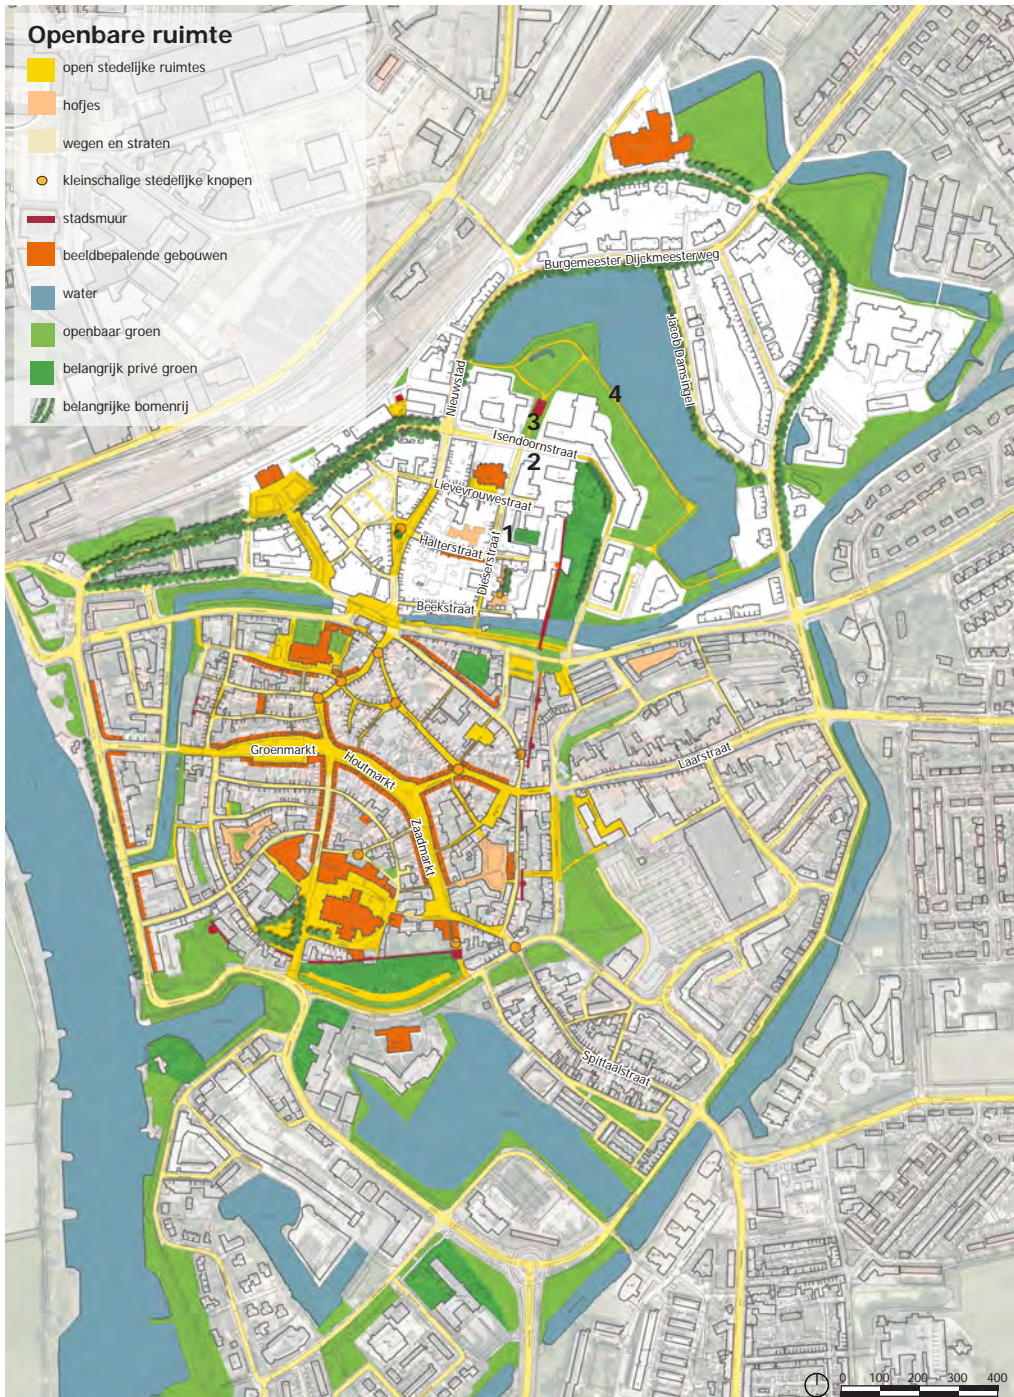 Openbare ruimte
open stedelijke ruimtes
hofjes
wegen en straten
kleinschalige stedelijke knopen
stadsmuur
beeldbepalende gebouwen
water
openbaar groen
belangrijk privé groen
belangrijke bomenrij
Burgemeester Dijckmeesterweg
Jacob Damsingel
Nieuwstad
4
3
Isendoornstraat
2
Lievevrouwestraat
1
Halterstraat
Dieserstraat
Beekstraat
Groenmarkt
Houtmarkt
Laarstraat
Zaadmarkt
Spittaalstraat
0 100 200 300 400